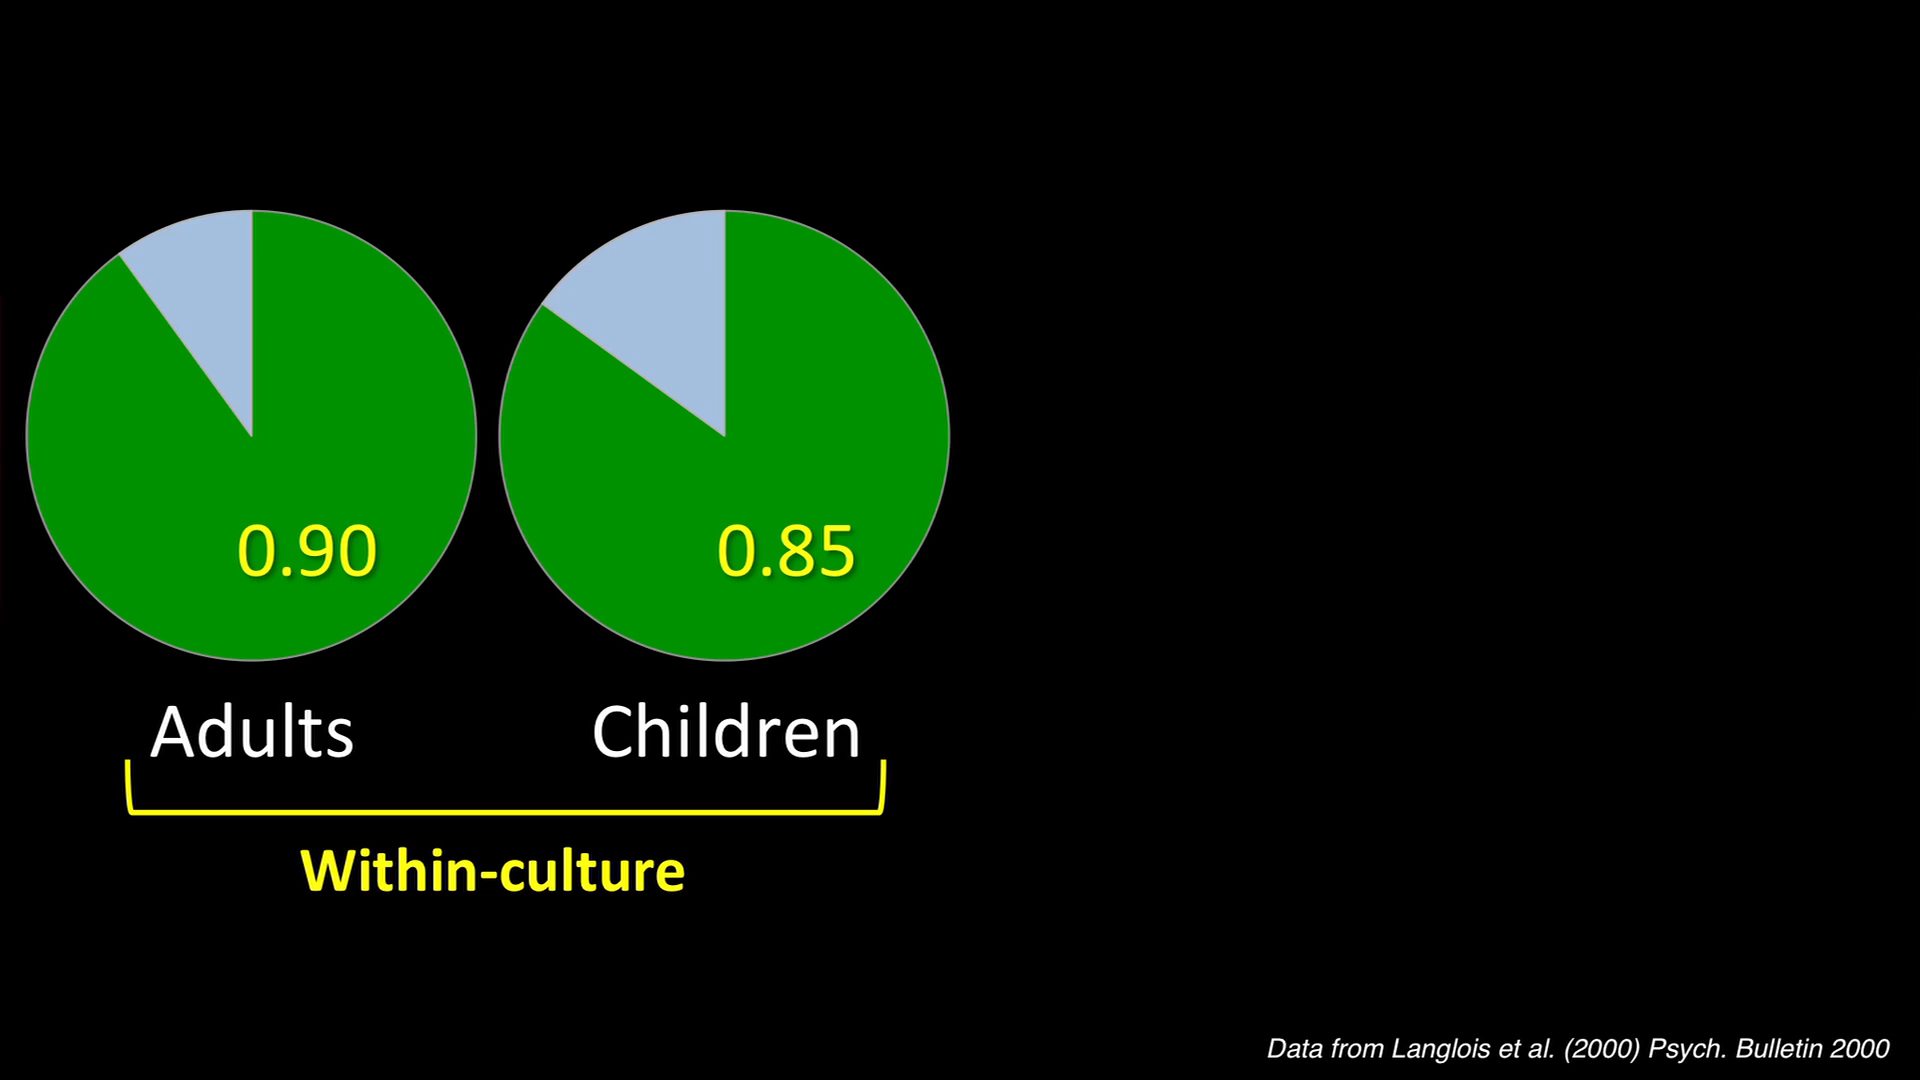 0.90
0.85
Adults
Children
Within-culture
Data from Langlois et al. (2000) Psych. Bulletin 2000